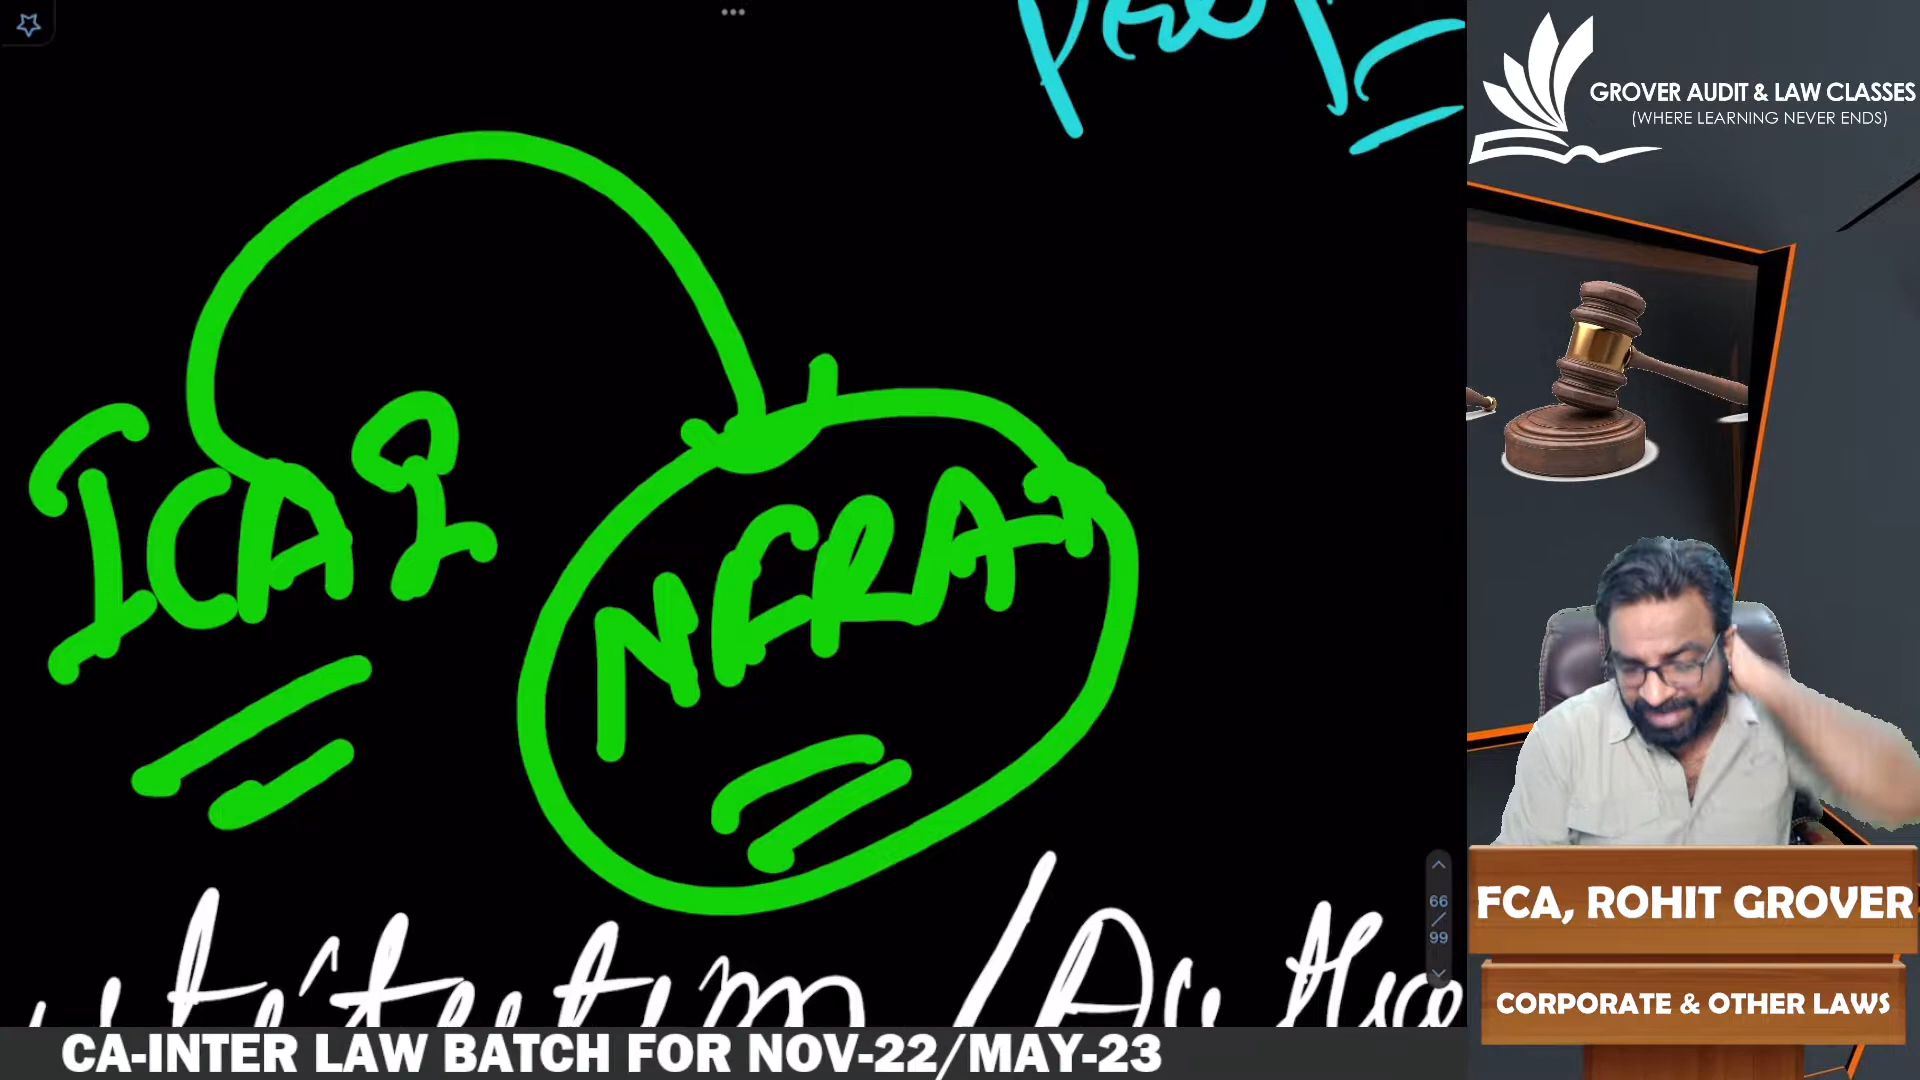 GROVER AUDIT & LAW CLASSES
(WHERE LEARNING NEVER ENDS)
ICAI
NFRA
66
99
FCA, ROHIT GROVER
CORPORATE & OTHER LAWS
CA-INTER LAW BATCH FOR NOV-22/MAY-23